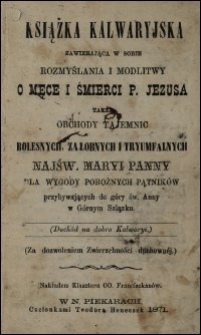 KSIĄŻKA KALWARYJSKA
ZAWIERAJĄCA W SOBIE
ROZMYŚLANIA I MODLITWY
O MĘCE I ŚMIERCI P. JEZUSA
TAKŻE
OBCHODY TAJEMNIC
BOLESNYCH, ŻAŁOBNYCH I TRYUMFALNYCH
NAJŚW. MARYI PANNY
DLA WYGODY POBOŻNYCH PĄTNIKÓW
przybywających do góry św. Anny
w Górnym Szląsku.
(Dochód na dobro Kalwaryi.)
(Za dozwoleniem Zwierzchności duchownéj.)
Nakładem Klasztoru OO. Franciszkanów.
W N. PIEKARACH,
Czcionkami Teodora Heneczek 1871.